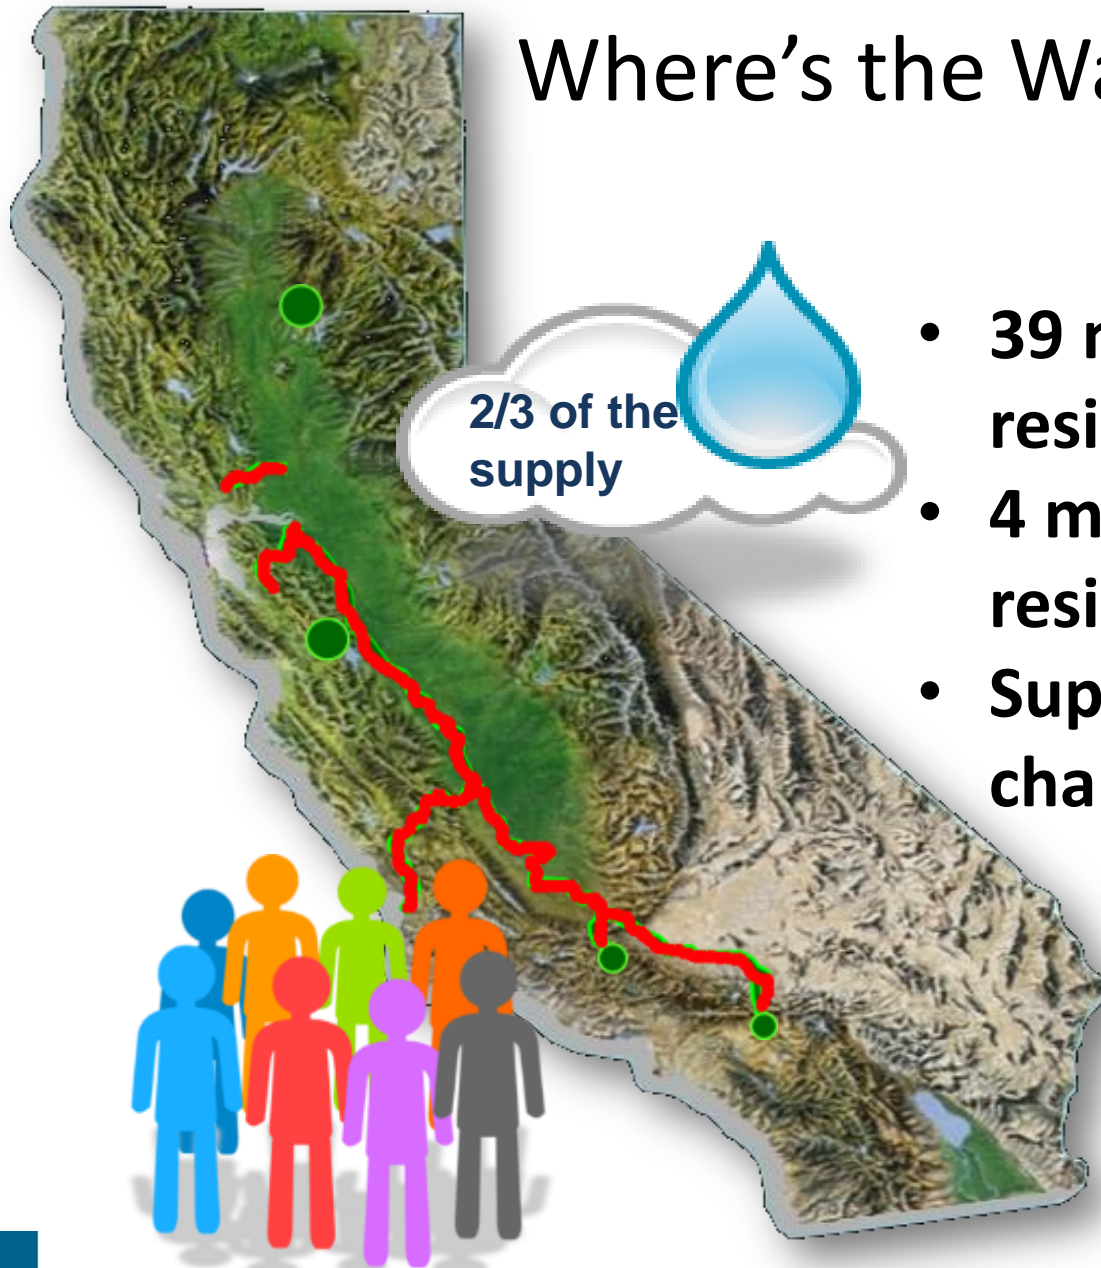 Where’s the Wa
2/3 of the
supply
• 39
resi
• 4 m
resi
• Sup
cha